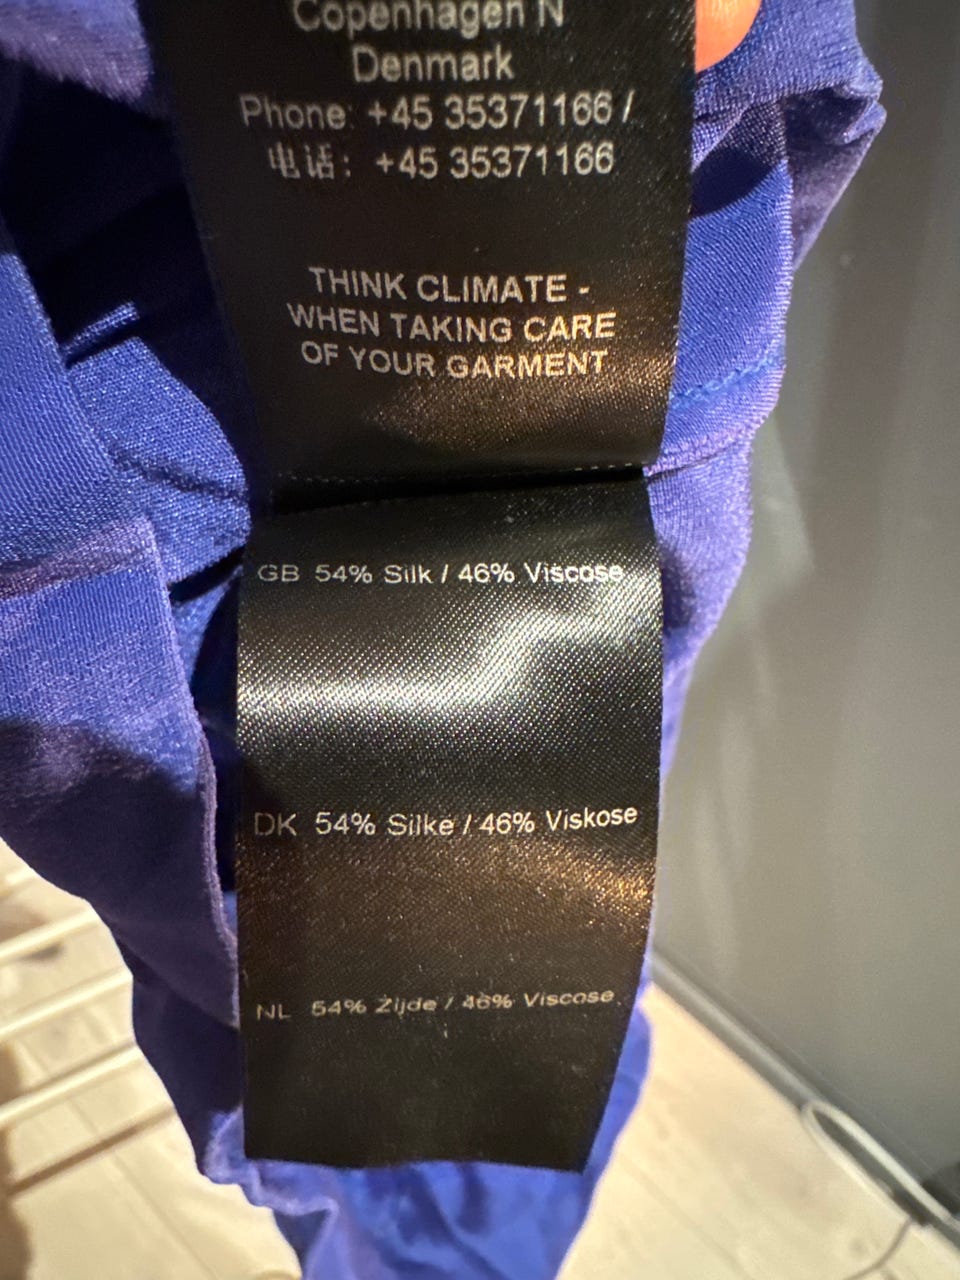 Copenhagen N
Denmark
Phone: +45 35371166 /
电话: +45 35371166
THINK CLIMATE -
WHEN TAKING CARE
OF YOUR GARMENT
GB 54% Silk / 46% Viscose
DK 54% Silke / 46% Viskose
NL 54% Zijde / 46% Viscose